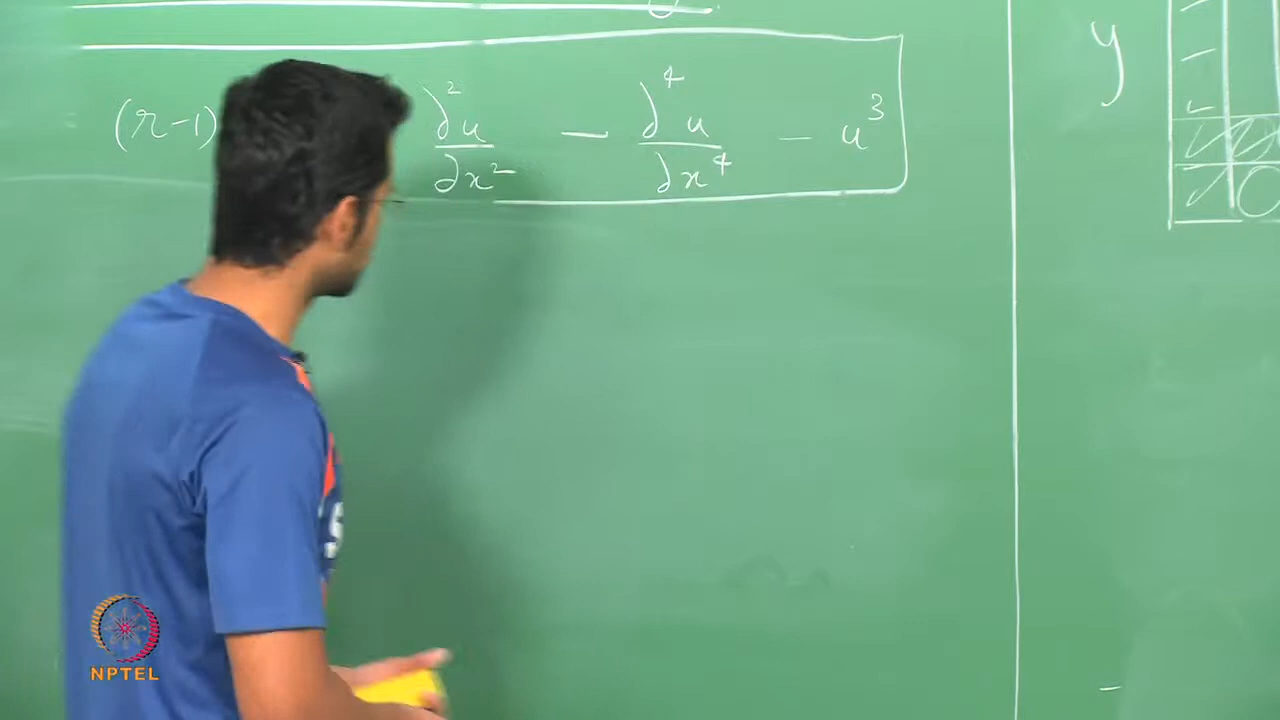 = (r-1) ∂²u/∂x² - ∂⁴u/∂x⁴ - u³
y
NPTEL